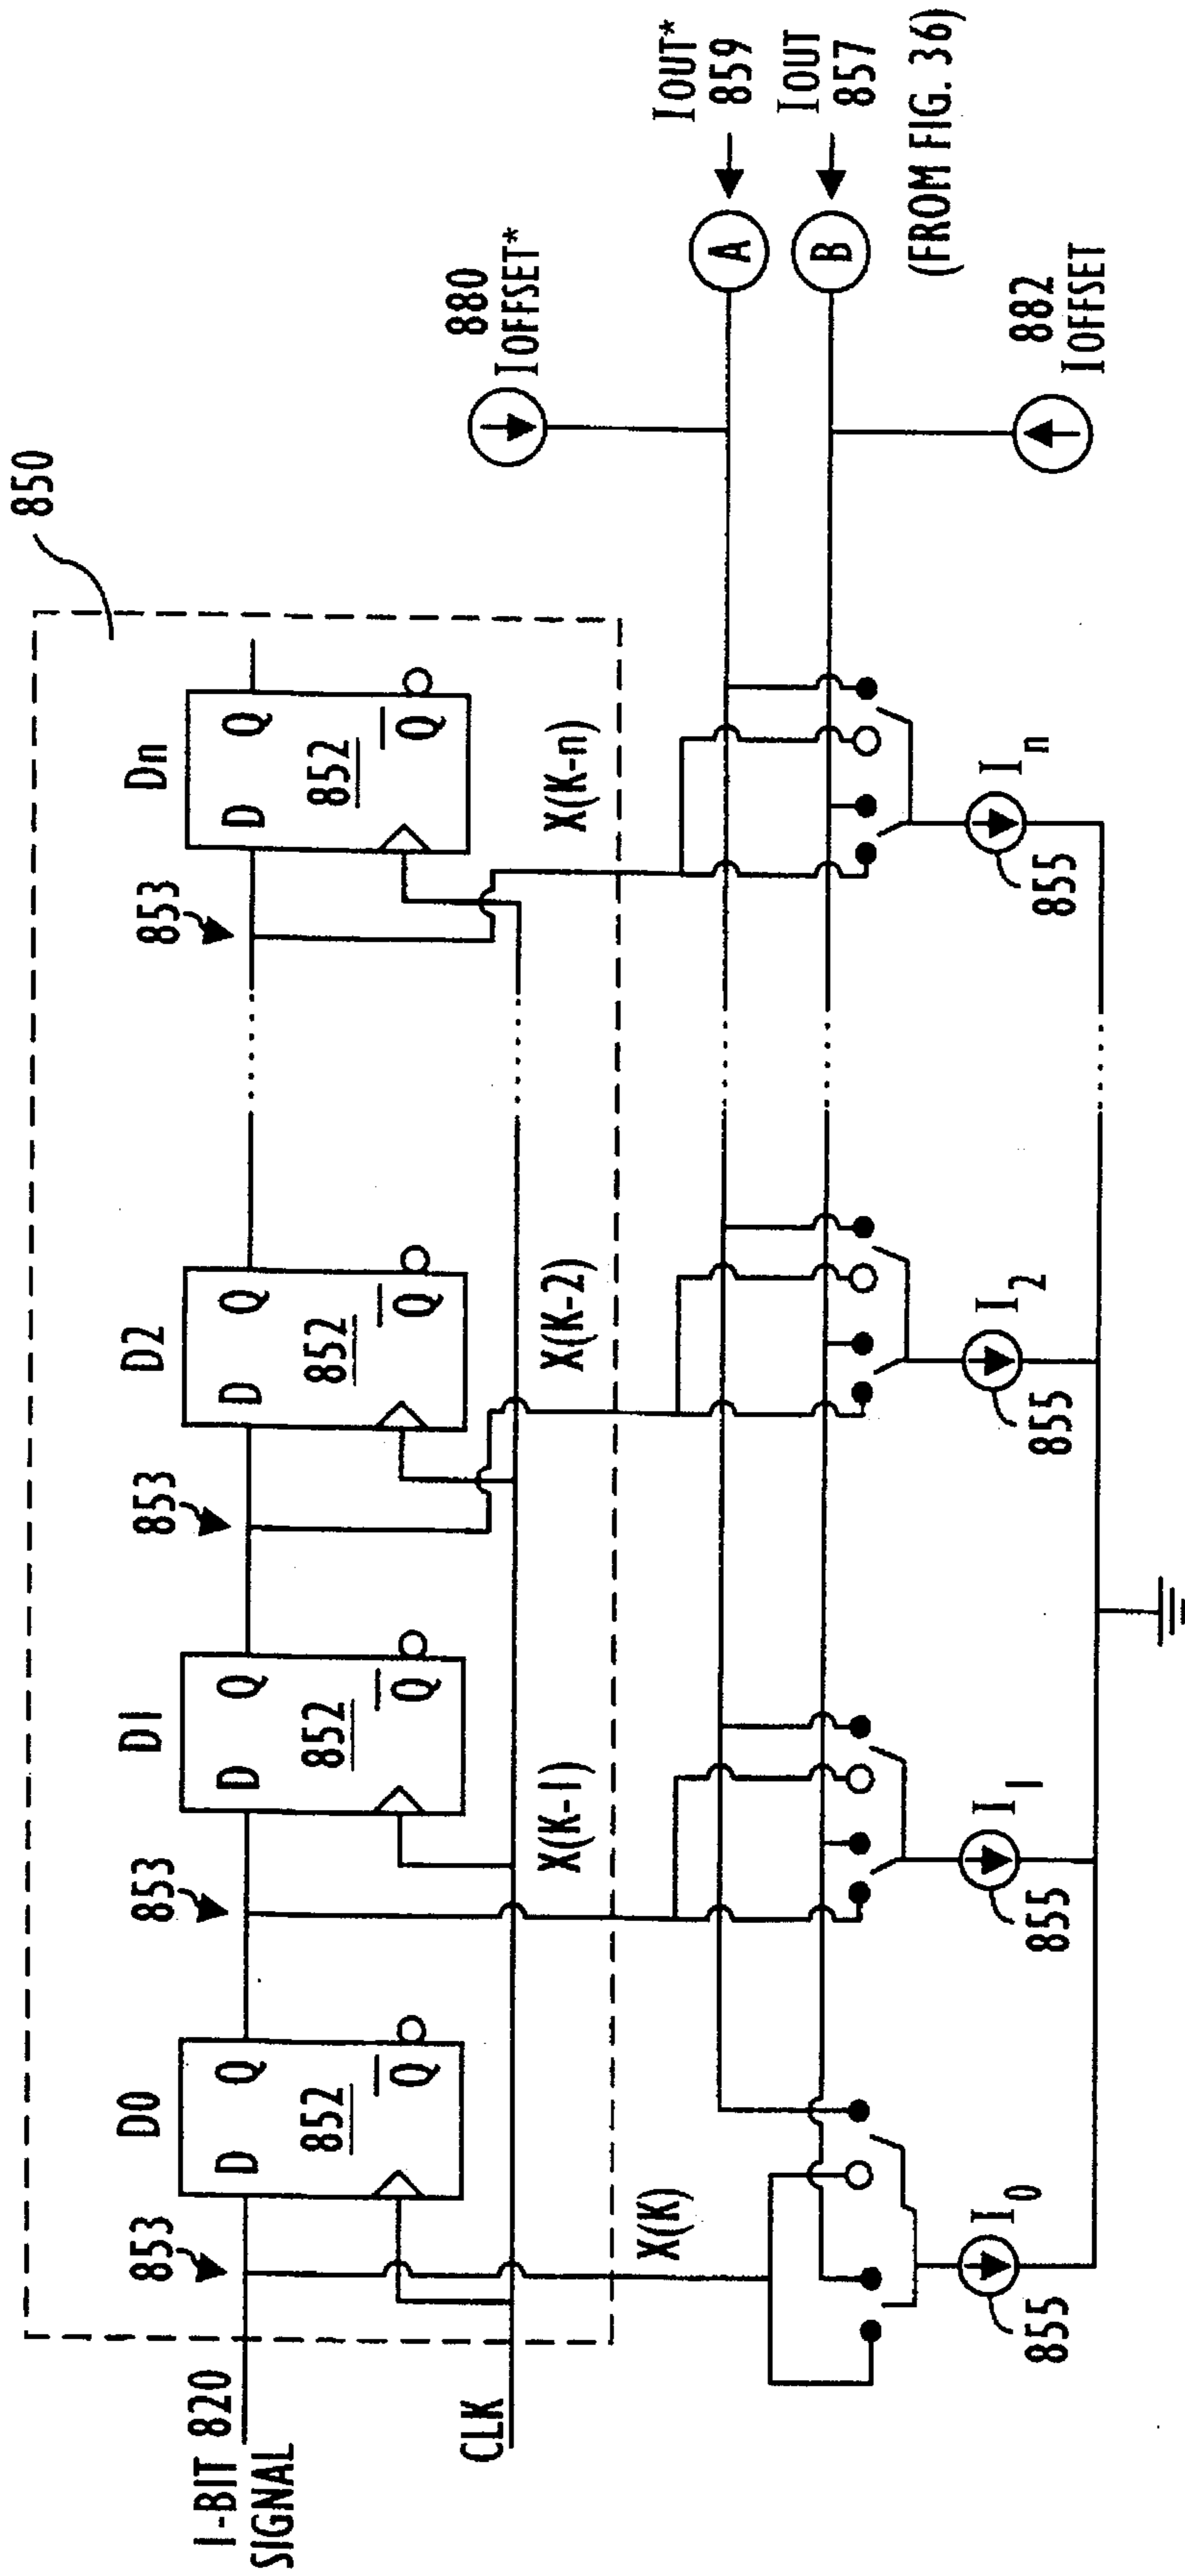 850
D0
D1
D2
Dn
853
853
853
853
D Q
852
Q
D Q
852
Q
D Q
852
Q
D Q
852
Q
1-BIT 820
SIGNAL
CLK
X(K)
X(K-1)
X(K-2)
X(K-n)
880
IOFFSET*
IOUT*
859
IOUT
857
(FROM FIG. 36)
A
B
882
IOFFSET
I0
855
I1
855
I2
855
In
855